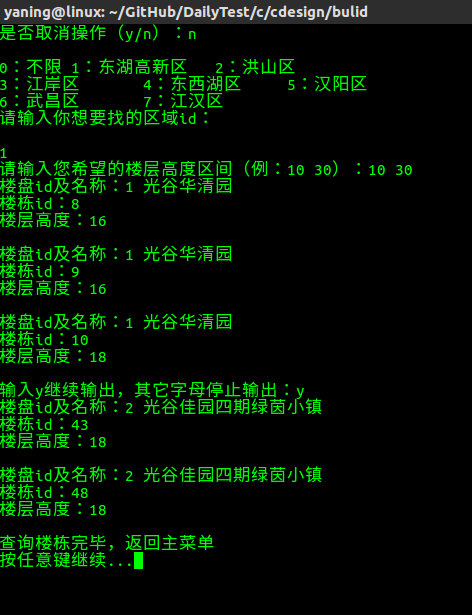 yaning@linux: ~/GitHub/DailyTest/c/cdesign/bulid
是否取消操作（y/n）：n
0：不限 1：东湖高新区 2：洪山区
3：江岸区 4：东西湖区 5：汉阳区
6：武昌区 7：江汉区
请输入你想要找的区域id：
1
请输入您希望的楼层高度区间（例：10 30）：10 30
楼盘id及名称：1 光谷华清园
楼栋id：8
楼层高度：16
楼盘id及名称：1 光谷华清园
楼栋id：9
楼层高度：16
楼盘id及名称：1 光谷华清园
楼栋id：10
楼层高度：18
输入y继续输出，其它字母停止输出：y
楼盘id及名称：2 光谷佳园四期绿茵小镇
楼栋id：43
楼层高度：18
楼盘id及名称：2 光谷佳园四期绿茵小镇
楼栋id：48
楼层高度：18
查询楼栋完毕，返回主菜单
按任意键继续...